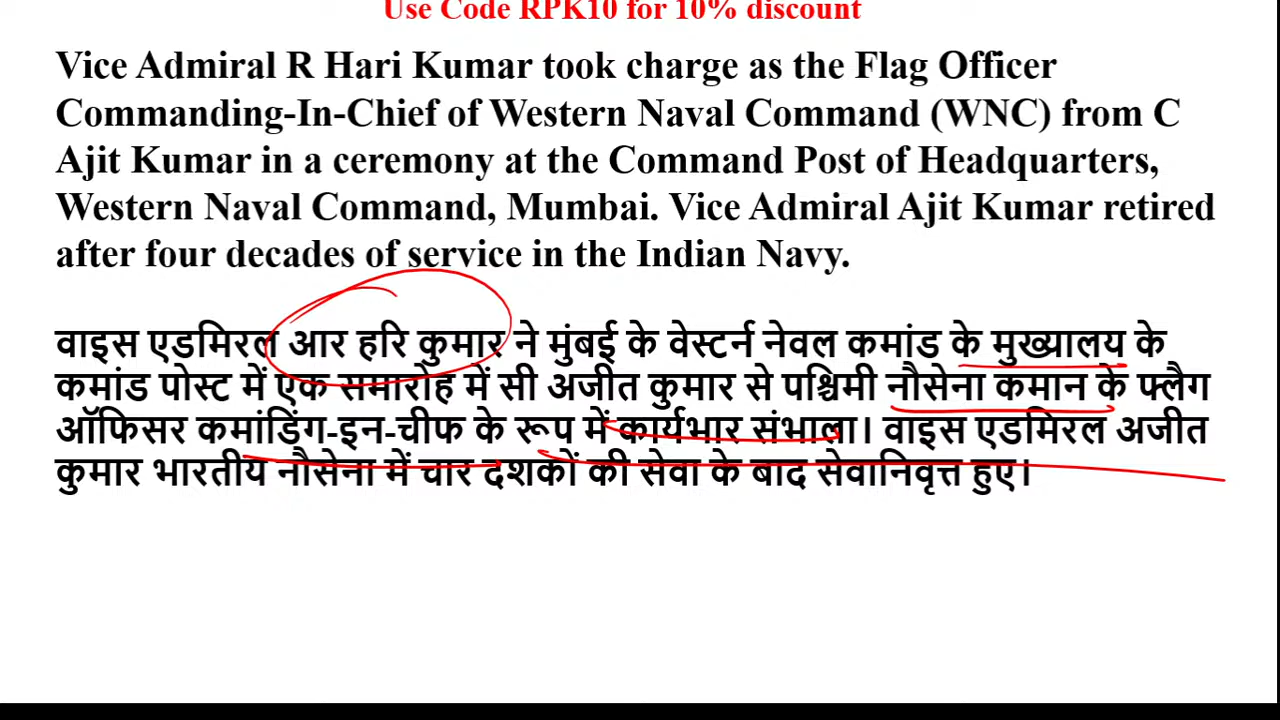 Use Code RPK10 for 10% discount
Vice Admiral R Hari Kumar took charge as the Flag Officer
Commanding-In-Chief of Western Naval Command (WNC) from C
Ajit Kumar in a ceremony at the Command Post of Headquarters,
Western Naval Command, Mumbai. Vice Admiral Ajit Kumar retired
after four decades of service in the Indian Navy.
वाइस एडमिरल आर हरि कुमार ने मुंबई के वेस्टर्न नेवल कमांड के मुख्यालय के
कमांड पोस्ट में एक समारोह में सी अजीत कुमार से पश्चिमी नौसेना कमान के फ्लैग
ऑफिसर कमांडिंग-इन-चीफ के रूप में कार्यभार संभाला। वाइस एडमिरल अजीत
कुमार भारतीय नौसेना में चार दशकों की सेवा के बाद सेवानिवृत्त हुए।